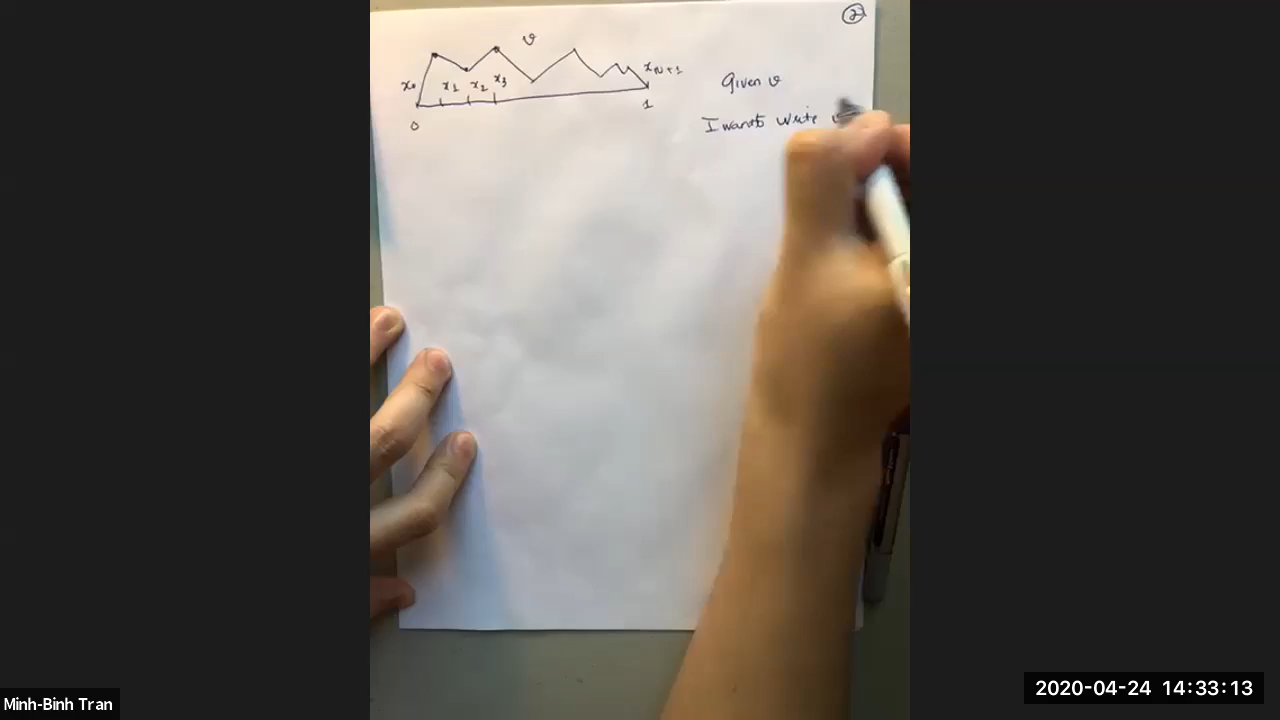 2
v
x₀ x₁ x₂ x₃ x_{N+1}
0 1
Given v
I want to write v
Minh-Binh Tran
2020-04-24 14:33:13